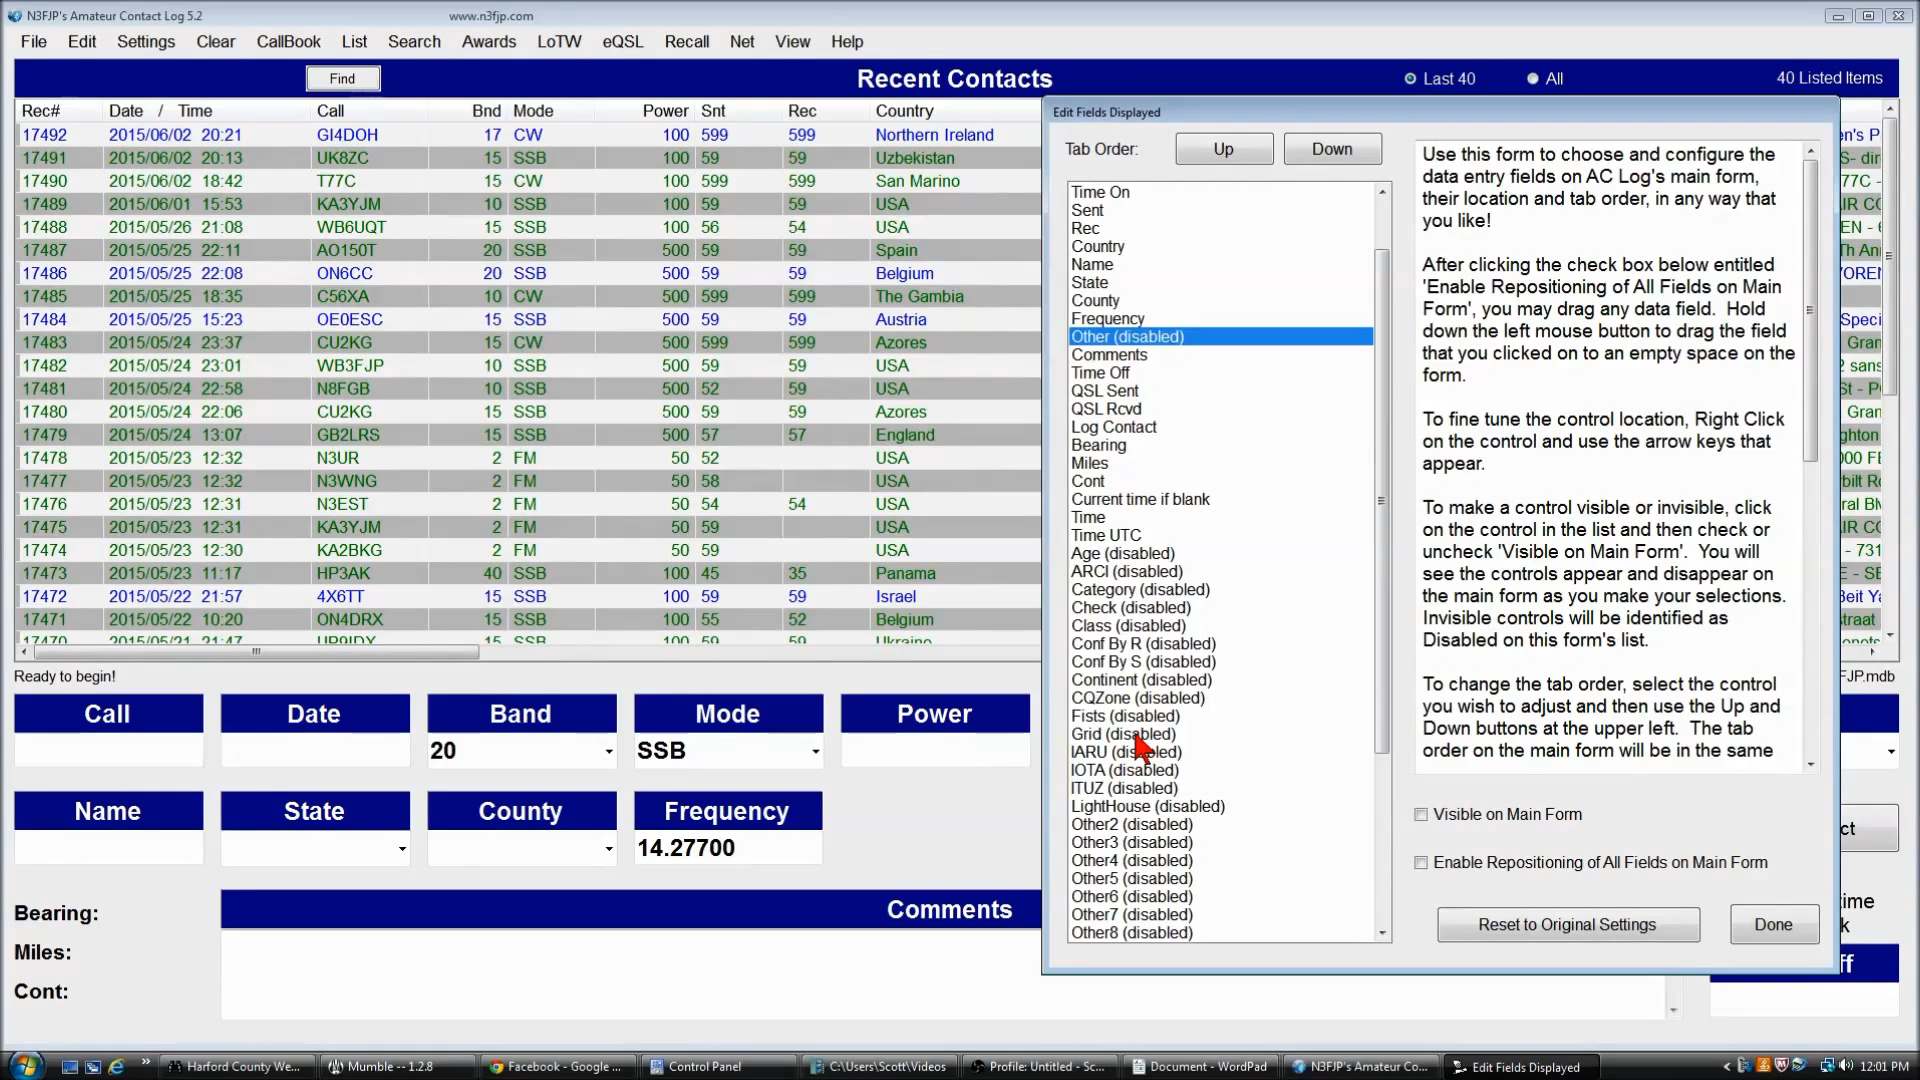 N3FJP's Amateur Contact Log 5.2 www.n3fjp.com
File Edit Settings Clear CallBook List Search Awards LoTW eQSL Recall Net View Help
Find Recent Contacts Last 40 All 40 Listed Items
Rec# Date / Time Call Bnd Mode Power Snt Rec Country
17492 2015/06/02 20:21 GI4DOH 17 CW 100 599 599 Northern Ireland
17491 2015/06/02 20:13 UK8ZC 15 SSB 100 59 59 Uzbekistan
17490 2015/06/02 18:42 T77C 15 CW 100 599 599 San Marino
17489 2015/06/01 15:53 KA3YJM 10 SSB 100 59 59 USA
17488 2015/05/26 21:08 WB6UQT 15 SSB 100 56 54 USA
17487 2015/05/25 22:11 AO150T 20 SSB 500 59 59 Spain
17486 2015/05/25 22:08 ON6CC 20 SSB 500 59 59 Belgium
17485 2015/05/25 18:35 C56XA 10 CW 100 599 599 The Gambia
17484 2015/05/25 15:23 OE0ESC 15 SSB 100 59 59 Austria
17483 2015/05/24 23:37 CU2KG 15 CW 100 599 599 Azores
17482 2015/05/24 23:01 WB3FJP 10 SSB 100 59 59 USA
17481 2015/05/24 22:58 N8FGB 10 SSB 500 52 59 USA
17480 2015/05/24 22:06 CU2KG 15 SSB 500 59 59 Azores
17479 2015/05/24 13:07 GB2LRS 15 SSB 500 57 57 England
17478 2015/05/23 12:32 N3UR 2 FM 50 52 USA
17477 2015/05/23 12:32 N3WNG 2 FM 50 58 USA
17476 2015/05/23 12:31 N3EST 2 FM 50 54 54 USA
17475 2015/05/23 12:31 KA3YJM 2 FM 50 59 USA
17474 2015/05/23 12:30 KA2BKG 2 FM 50 59 USA
17473 2015/05/23 11:17 HP3AK 40 SSB 100 45 35 Panama
17472 2015/05/22 21:57 4X6TT 15 SSB 100 59 59 Israel
17471 2015/05/22 10:20 ON4DRX 15 SSB 100 55 52 Belgium
17470 2015/05/21 21:47 UR9IDX 15 SSB 100 59 59 Ukraine
Ready to begin! FJP.mdb
Call Date Band Mode Power
20 SSB
Name State County Frequency
14.27700
Bearing: Comments
Miles:
Cont:
Edit Fields Displayed
Tab Order: Up Down
Time On
Sent
Rec
Country
Name
State
County
Frequency
Other (disabled)
Comments
Time Off
QSL Sent
QSL Rcvd
Log Contact
Bearing
Miles
Cont
Current time if blank
Time
Time UTC
Age (disabled)
ARCI (disabled)
Category (disabled)
Check (disabled)
Class (disabled)
Conf By R (disabled)
Conf By S (disabled)
Continent (disabled)
CQZone (disabled)
Fists (disabled)
Grid (disabled)
IARU (disabled)
IOTA (disabled)
ITUZ (disabled)
LightHouse (disabled)
Other2 (disabled)
Other3 (disabled)
Other4 (disabled)
Other5 (disabled)
Other6 (disabled)
Other7 (disabled)
Other8 (disabled)
Use this form to choose and configure the
data entry fields on AC Log's main form,
their location and tab order, in any way that
you like!
After clicking the check box below entitled
'Enable Repositioning of All Fields on Main
Form', you may drag any data field. Hold
down the left mouse button to drag the field
that you clicked on to an empty space on the
form.
To fine tune the control location, Right Click
on the control and use the arrow keys that
appear.
To make a control visible or invisible, click
on the control in the list and then check or
uncheck 'Visible on Main Form'. You will
see the controls appear and disappear on
the main form as you make your selections.
Invisible controls will be identified as
Disabled on this form's list.
To change the tab order, select the control
you wish to adjust and then use the Up and
Down buttons at the upper left. The tab
order on the main form will be in the same
Visible on Main Form
Enable Repositioning of All Fields on Main Form
Reset to Original Settings Done
Harford County We... Mumble -- 1.2.8 Facebook - Google ... Control Panel C:\Users\Scott\Videos Profile: Untitled - Sc... Document - WordPad N3FJP's Amateur Co... Edit Fields Displayed 12:01 PM